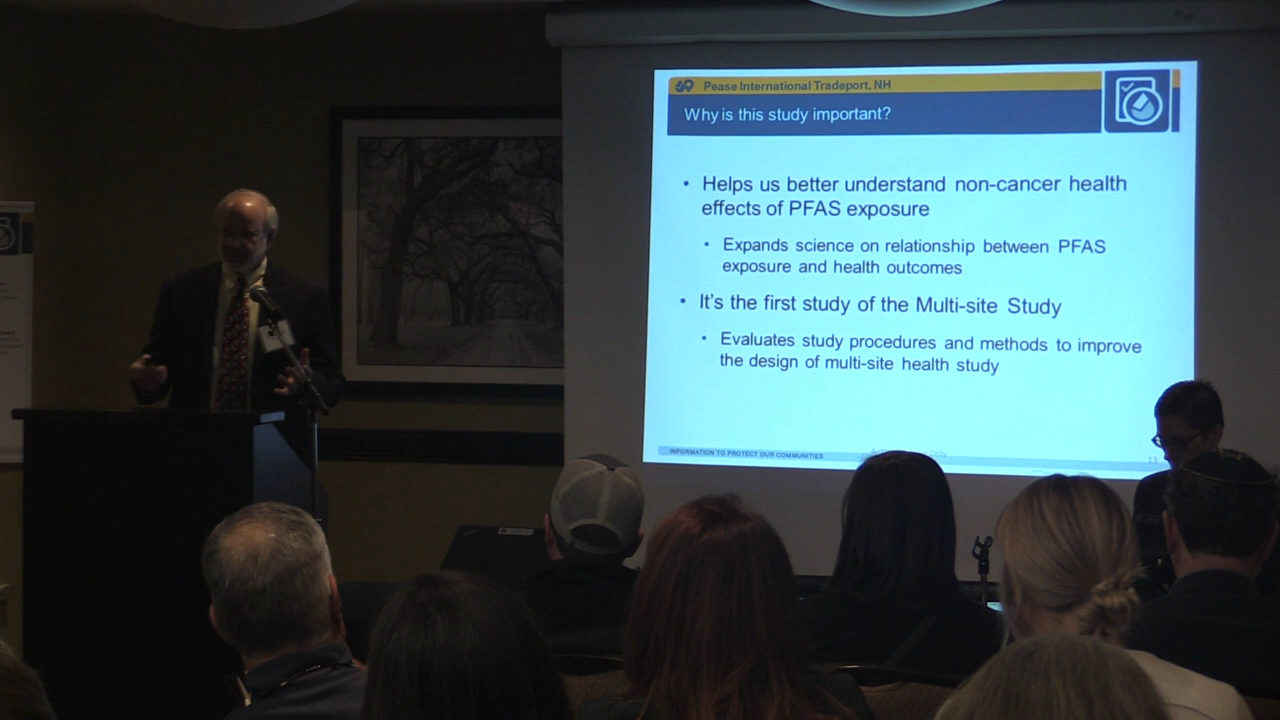 Pease International Tradeport, NH
Why is this study important?
• Helps us better understand non-cancer health
effects of PFAS exposure
• Expands science on relationship between PFAS
exposure and health outcomes
• It's the first study of the Multi-site Study
• Evaluates study procedures and methods to improve
the design of multi-site health study
INFORMATION TO PROTECT OUR COMMUNITIES
Only
13